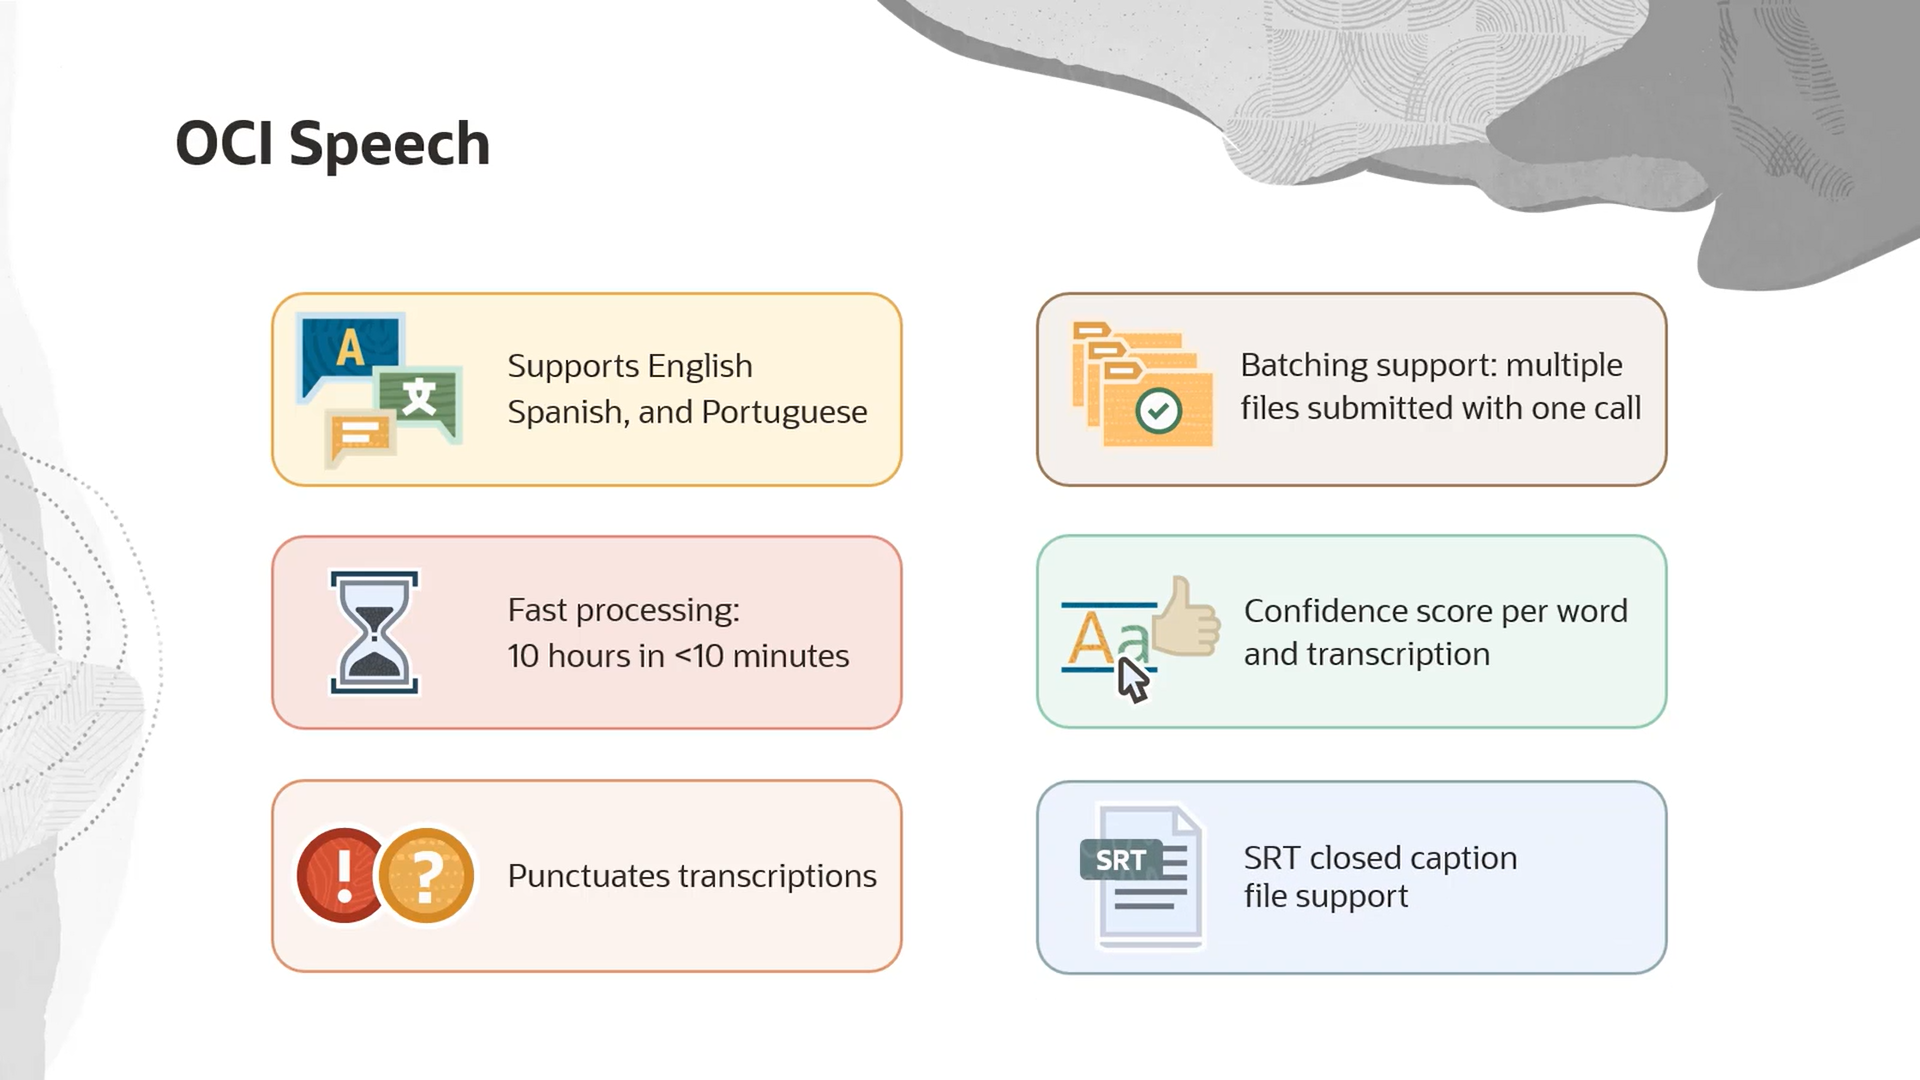 OCI Speech
A
文
Supports English
Spanish, and Portuguese
Batching support: multiple
files submitted with one call
Fast processing:
10 hours in <10 minutes
Aa
Confidence score per word
and transcription
! ?
Punctuates transcriptions
SRT
SRT closed caption
file support